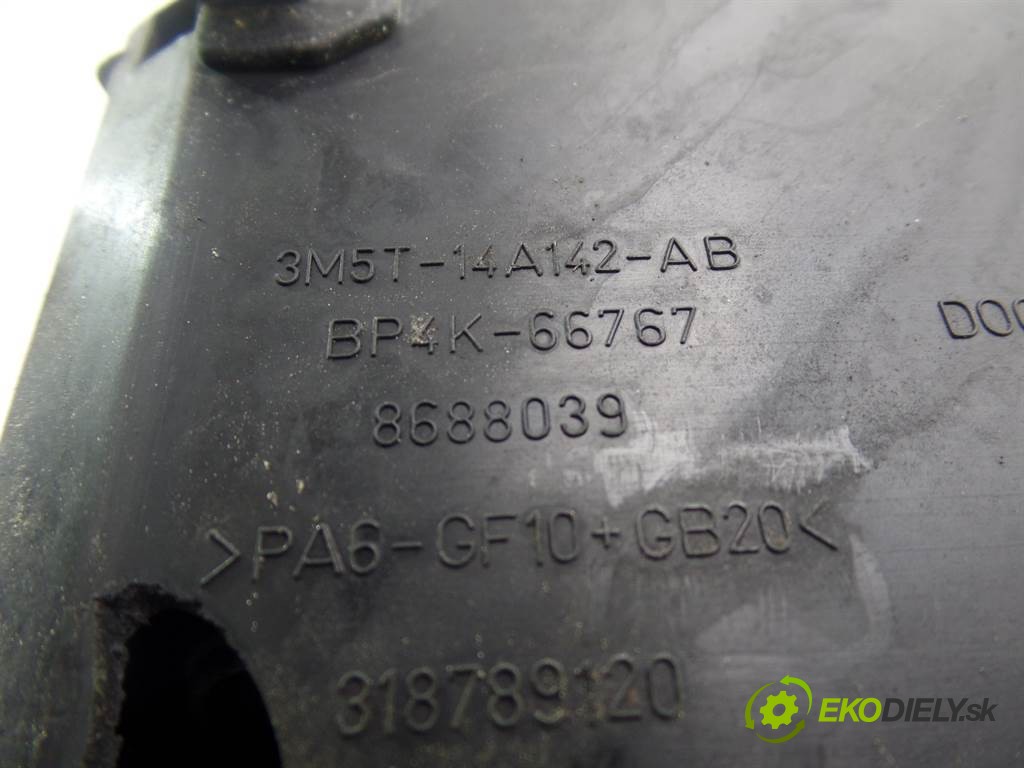 3M5T-14A142-AB
BP4K-66767
8688039
>PA6-GF10+GB20<
318789120
EKODIELY.sk